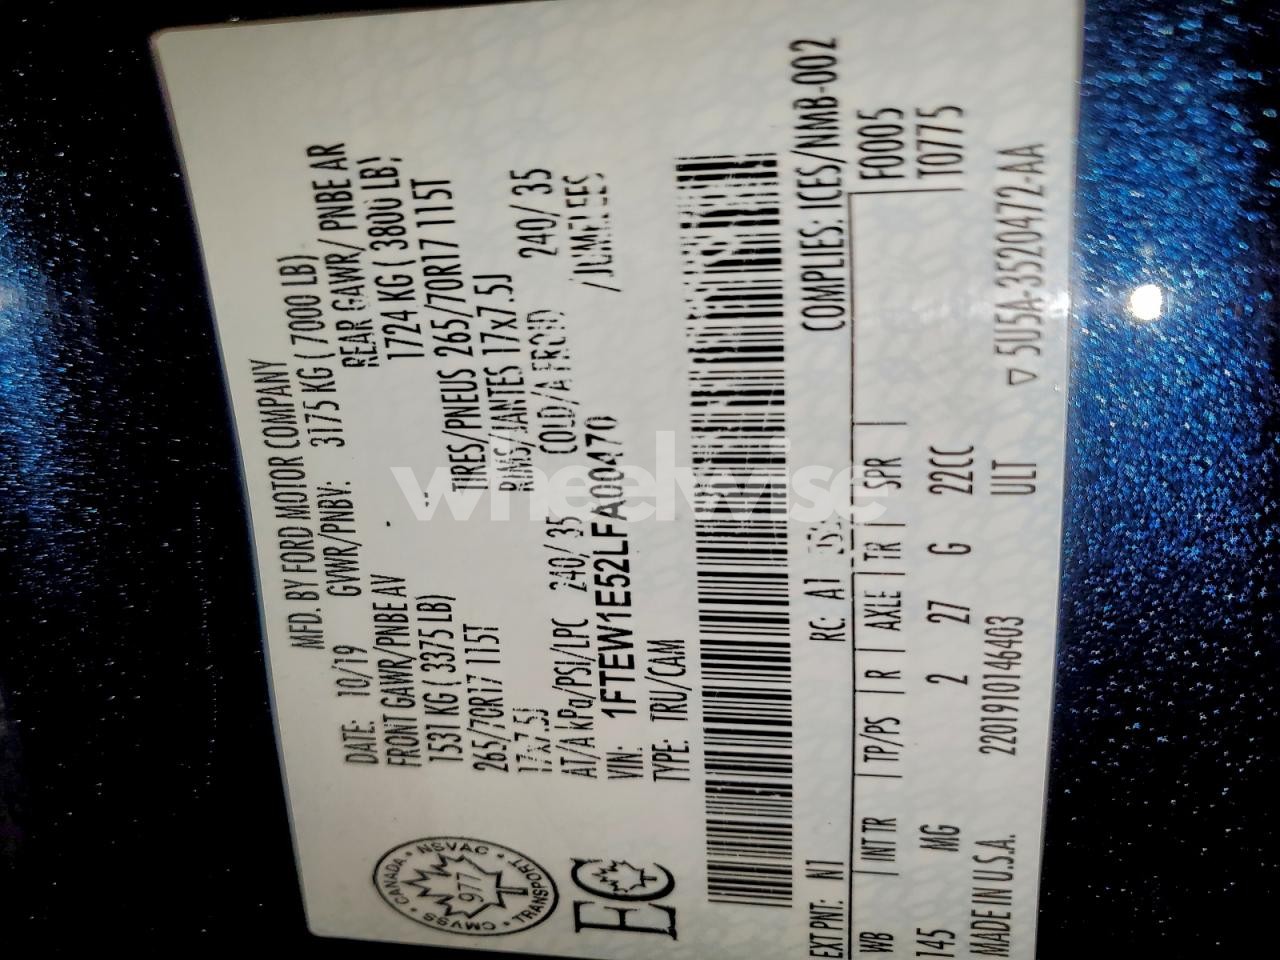 MFD. BY FORD MOTOR COMPANY
DATE: 10/19 GVWR/PNBV: 3175 KG ( 7000 LB)
FRONT GAWR/PNBE AV - REAR GAWR/ PNBE AR
1531 KG ( 3375 LB) -- 1724 KG ( 3800 LB)
265/70R17 115T TIRES/PNEUS 265/70R17 115T
17x7.5J RIMS/JANTES 17x7.5J
AT/A kPa/PSI/LPC 240/ 35 COLD/A FROID 240/ 35
VIN: 1FTEW1E52LFA00470 /JUMELEES
TYPE: TRU/CAM
CANADA • NSVAC • TRANSPORT • CMVSS •
977
T
EC
COMPLIES: ICES/NMB-002
EXT PNT: N1 RC: A1 F0005
WB | INT TR | TP/PS | R | AXLE | TR | SPR | T0775
145 MG 2 27 G 22CC
MADE IN U.S.A. 2201910146403 ULT ▽ 5U5A-3520472-AA
wheelwise